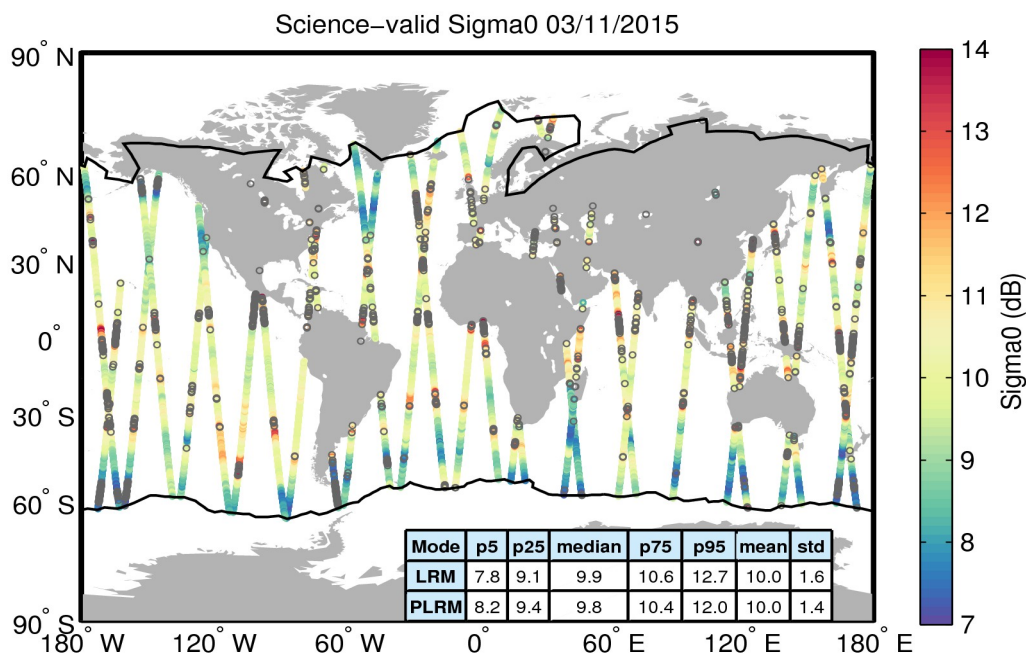 Science−valid Sigma0 03/11/2015
90° N
60° N
30° N
0°
30° S
60° S
90° S
180° W
120° W
60° W
0°
60° E
120° E
180° E
14
13
12
11
10
9
8
7
Sigma0 (dB)
Mode p5 p25 median p75 p95 mean std
LRM 7.8 9.1 9.9 10.6 12.7 10.0 1.6
PLRM 8.2 9.4 9.8 10.4 12.0 10.0 1.4